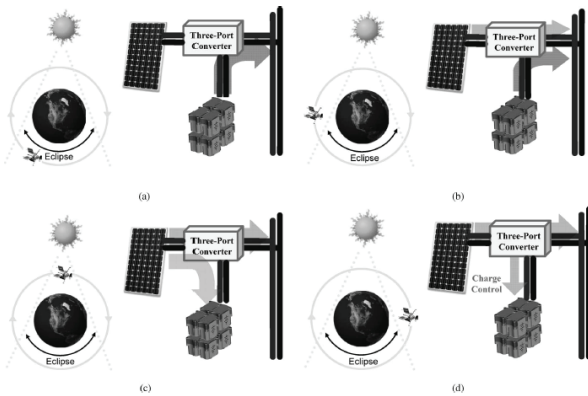 Three-Port
Converter
Eclipse
(a)
Three-Port
Converter
Eclipse
(b)
Three-Port
Converter
Eclipse
(c)
Three-Port
Converter
Charge
Control
Eclipse
(d)